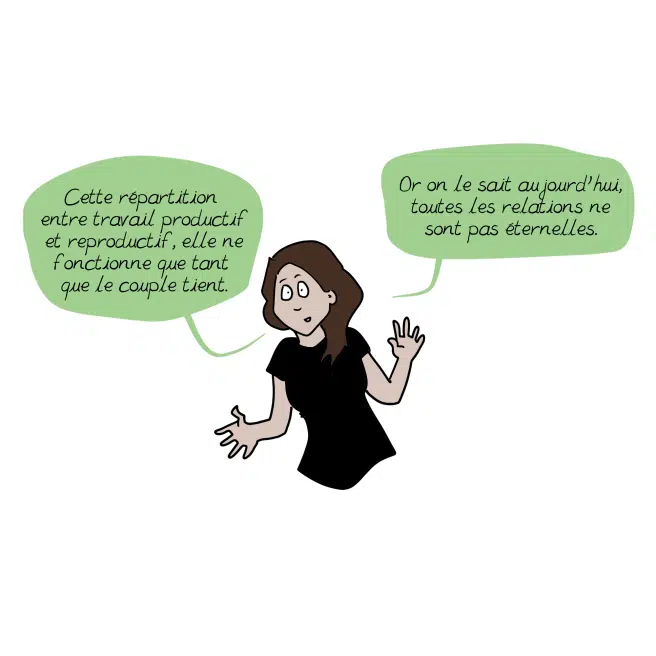 Cette répartition
entre travail productif
et reproductif, elle ne
fonctionne que tant
que le couple tient.
Or on le sait aujourd'hui,
toutes les relations ne
sont pas éternelles.